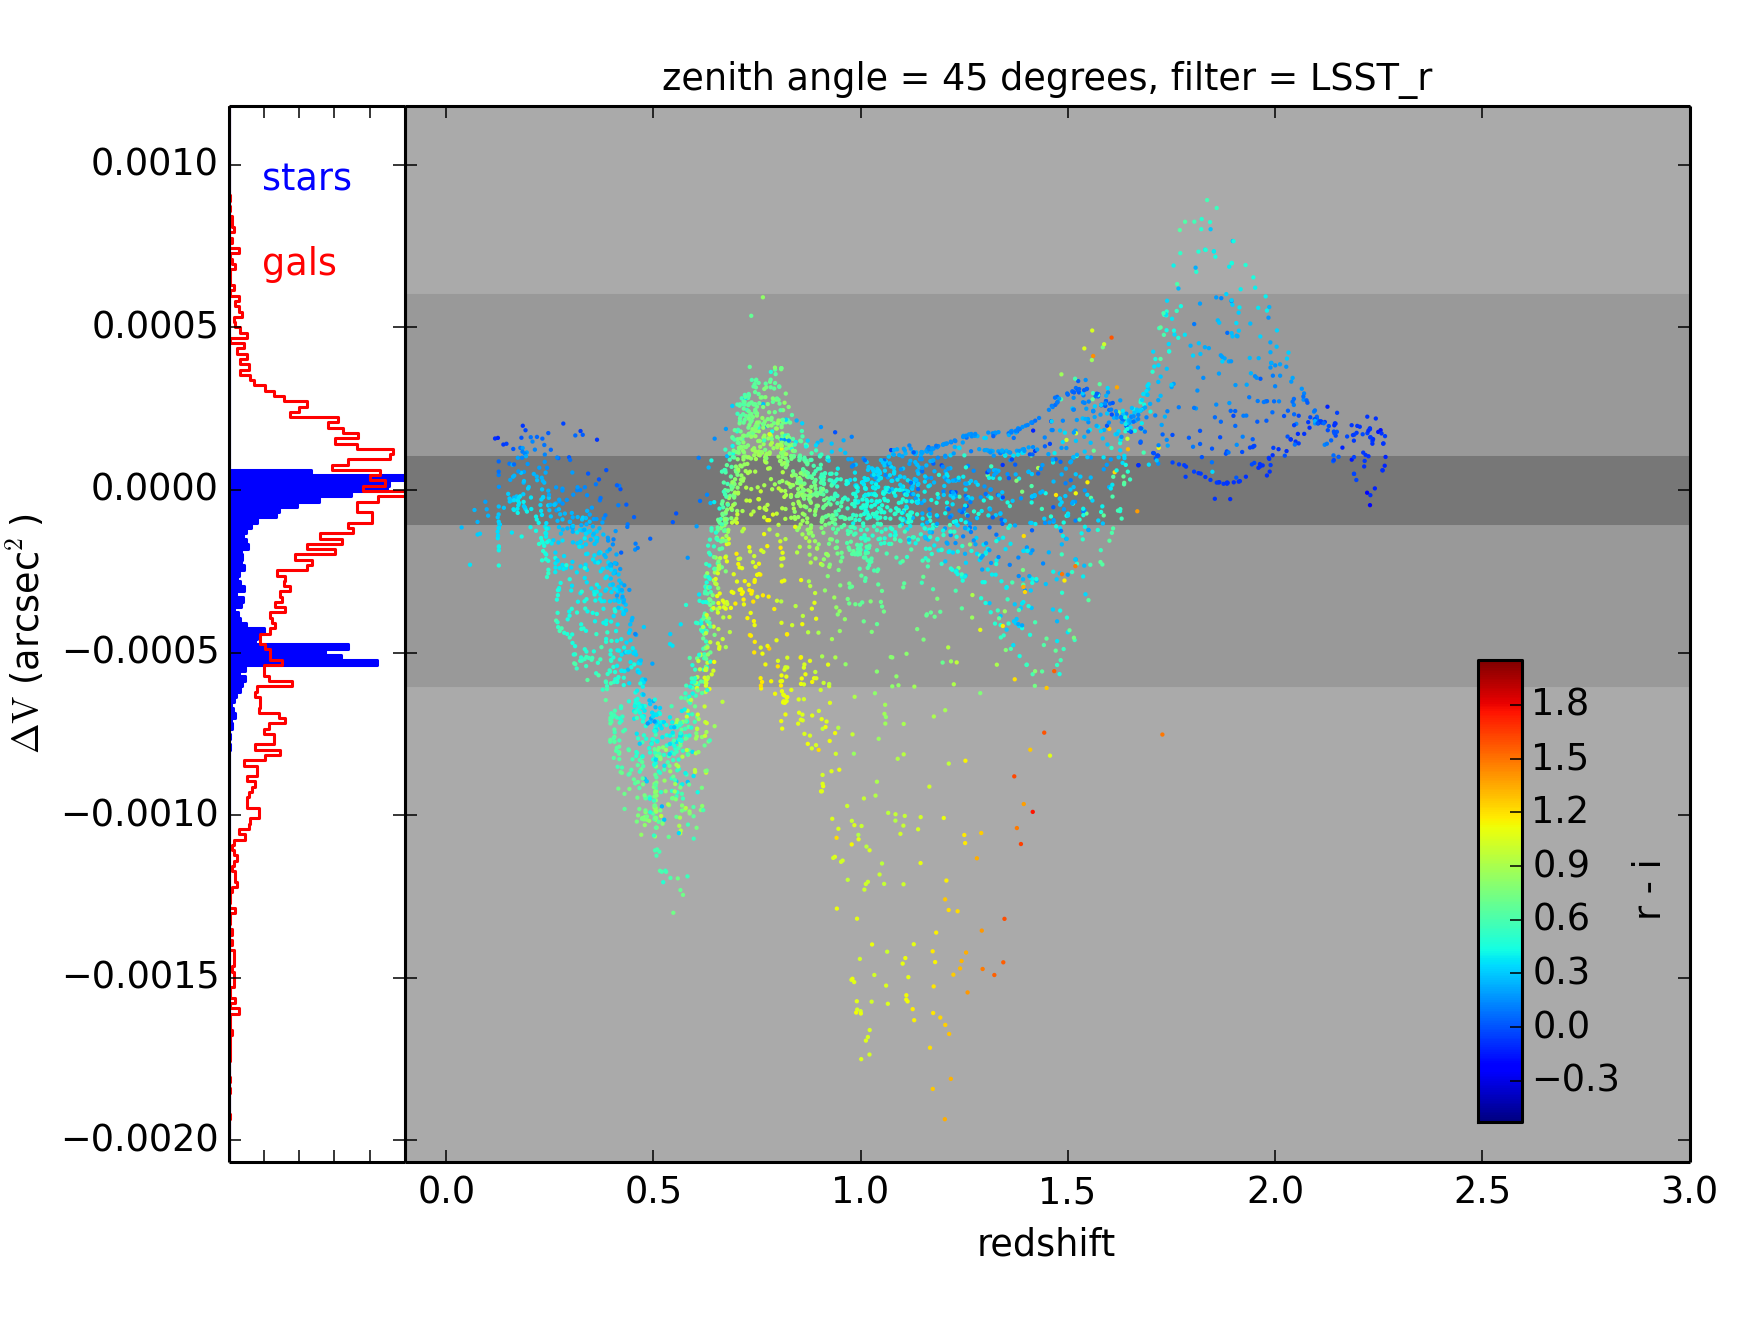 zenith angle = 45 degrees, filter = LSST_r
stars
gals
0.0010
0.0005
0.0000
−0.0005
−0.0010
−0.0015
−0.0020
ΔV (arcsec² )
1.8
1.5
1.2
0.9
0.6
0.3
0.0
−0.3
r - i
0.0 0.5 1.0 1.5 2.0 2.5 3.0
redshift